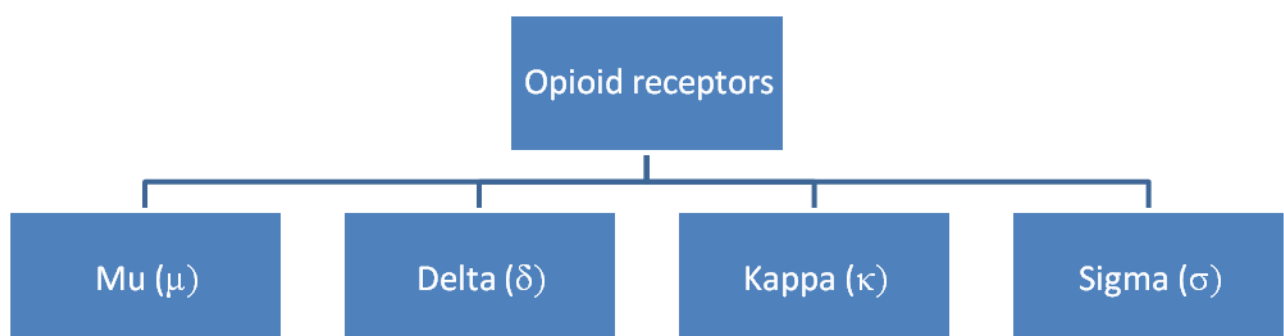 Opioid receptors
Mu (μ)
Delta (δ)
Kappa (κ)
Sigma (σ)